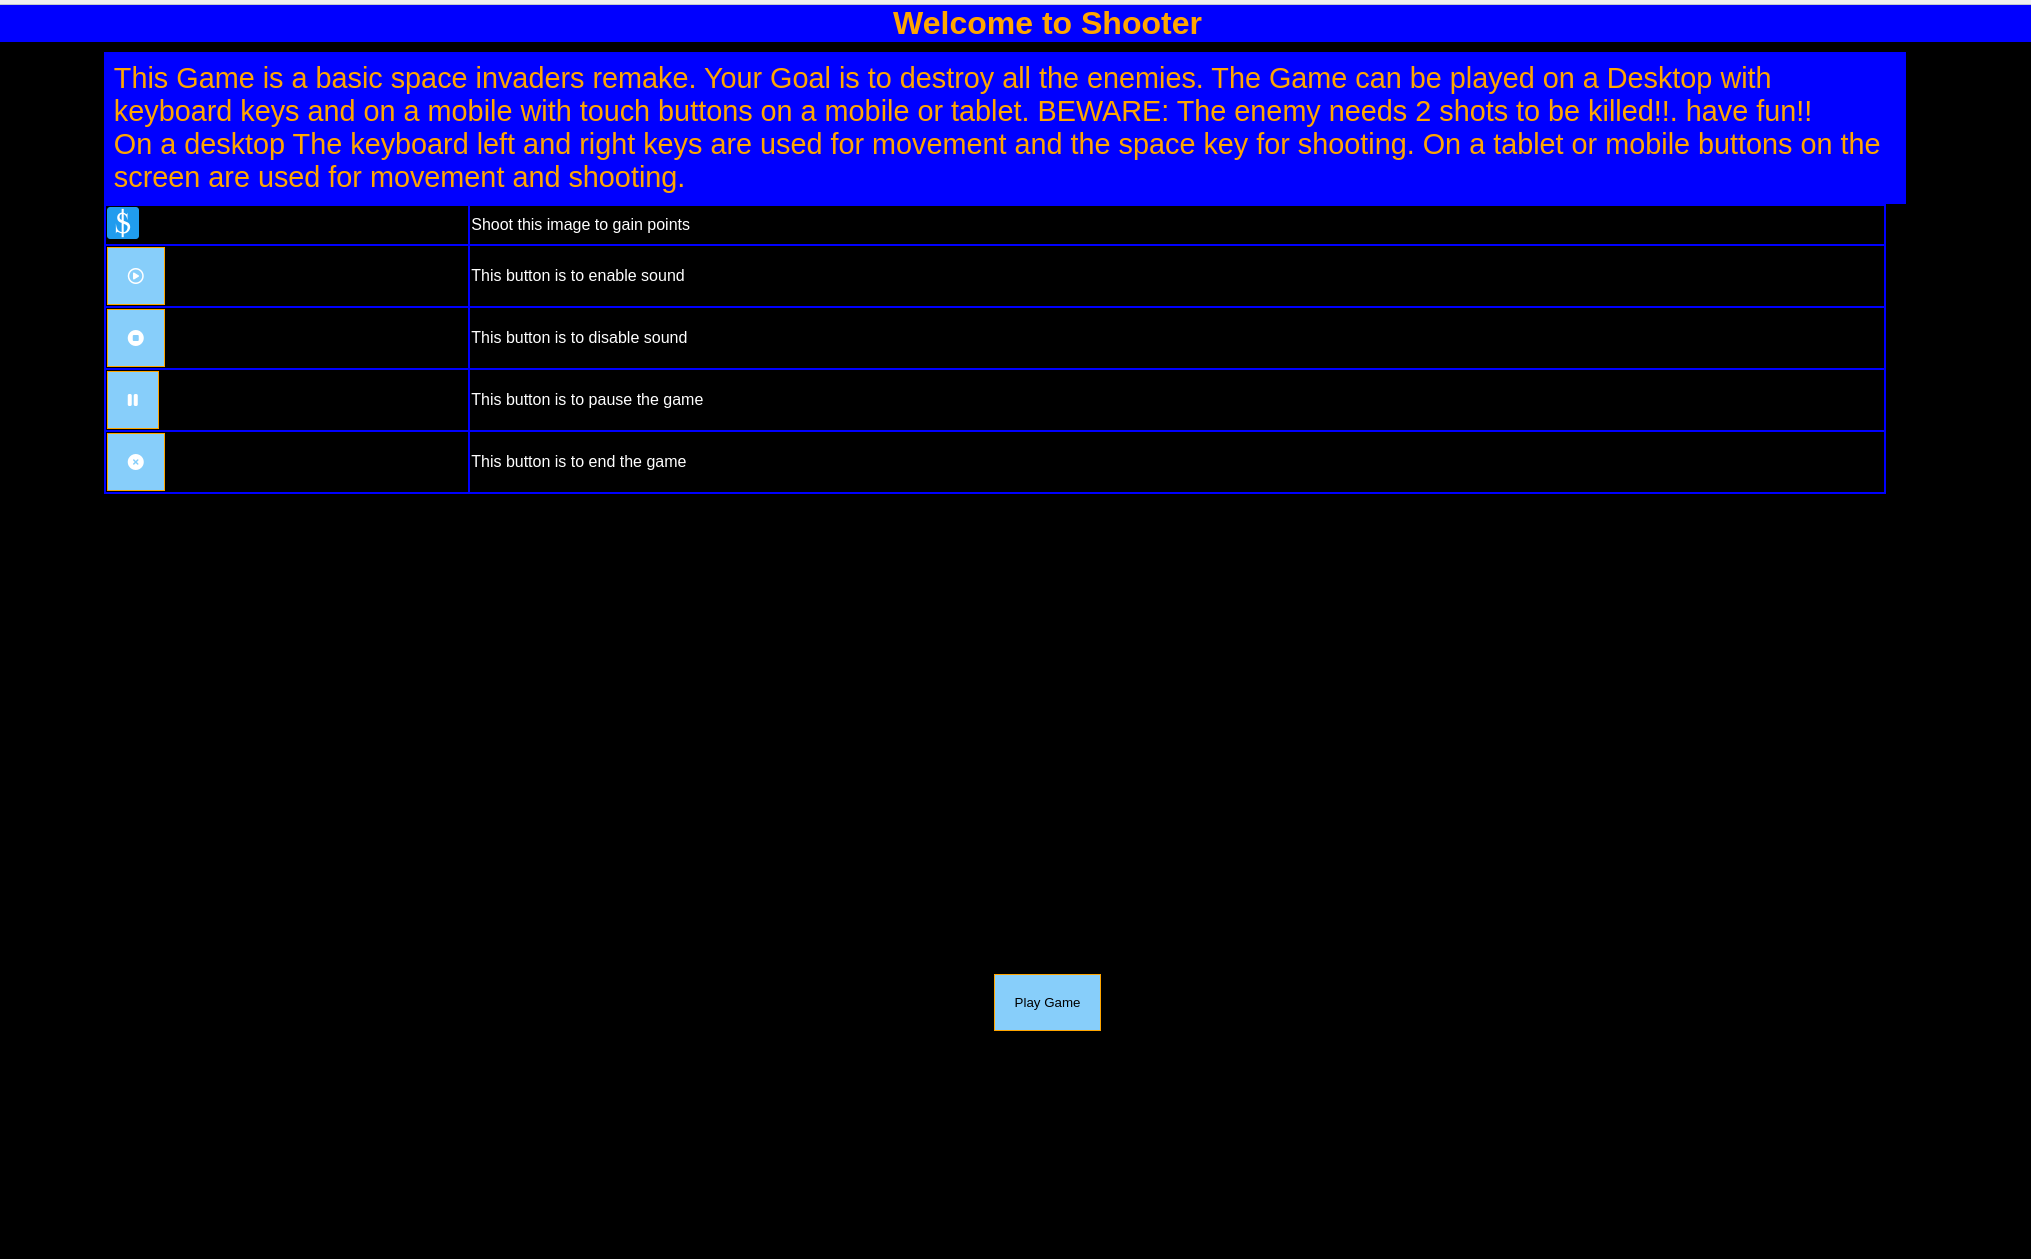 Welcome to Shooter
This Game is a basic space invaders remake. Your Goal is to destroy all the enemies. The Game can be played on a Desktop with
keyboard keys and on a mobile with touch buttons on a mobile or tablet. BEWARE: The enemy needs 2 shots to be killed!!. have fun!!
On a desktop The keyboard left and right keys are used for movement and the space key for shooting. On a tablet or mobile buttons on the
screen are used for movement and shooting.
$ Shoot this image to gain points
This button is to enable sound
This button is to disable sound
This button is to pause the game
This button is to end the game
Play Game